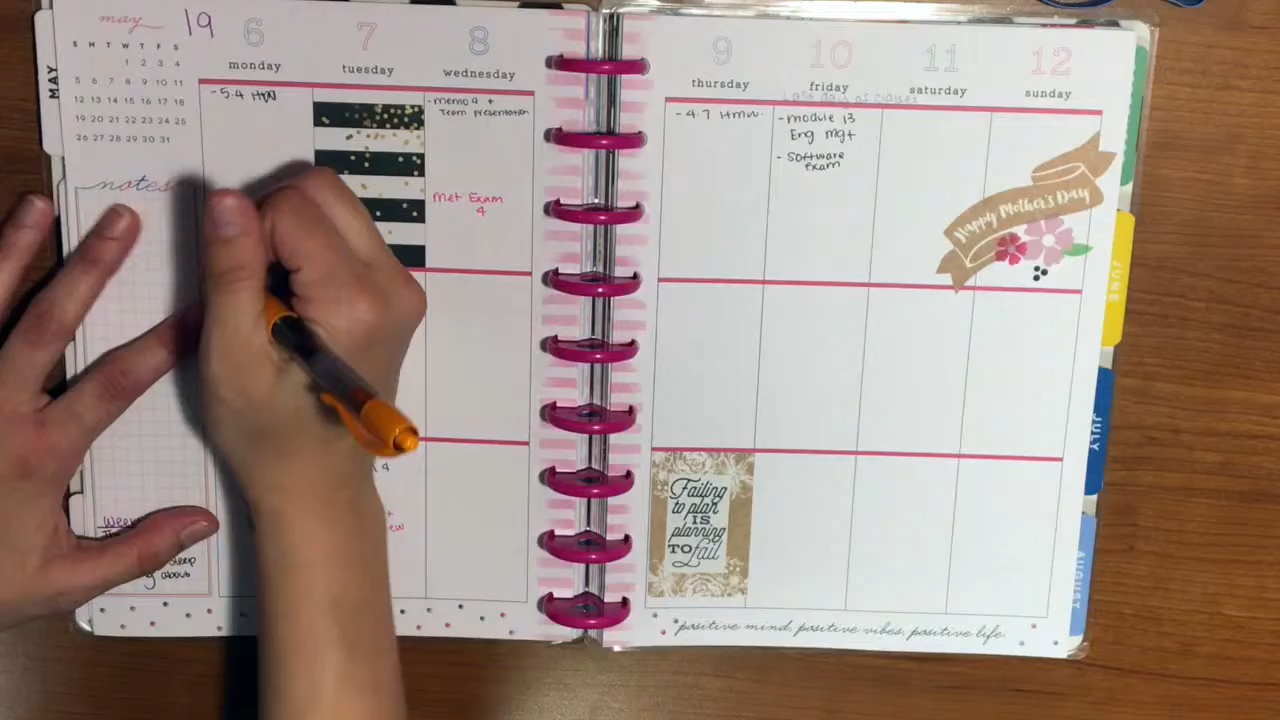 may
19
S M T W T F S
1 2 3 4
5 6 7 8 9 10 11
12 13 14 15 16 17 18
19 20 21 22 23 24 25
26 27 28 29 30 31
MAY
notes
6
monday
- 5.4 HW
7
tuesday
8
wednesday
- memo 9 +
Team presentation
Met Exam
4
9
thursday
- 4.7 HMW
10
friday
Last day of classes
- module 13
Eng Mgt
- Software
exam
11
saturday
12
sunday
Happy Mother's Day
4
sleep
about
Failing
to plan
IS
planning
TO fail
positive mind, positive vibes, positive life.
JUNE
JULY
AUGUST